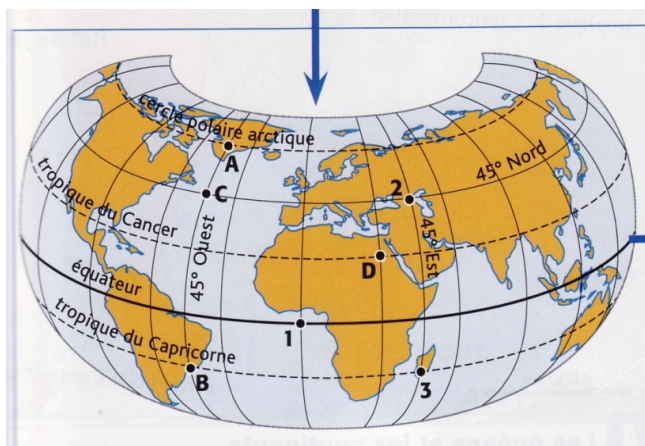 cercle polaire arctique
A
45° Nord
tropique du Cancer
C
2
45° Ouest
45° Est
D
équateur
1
tropique du Capricorne
B
3